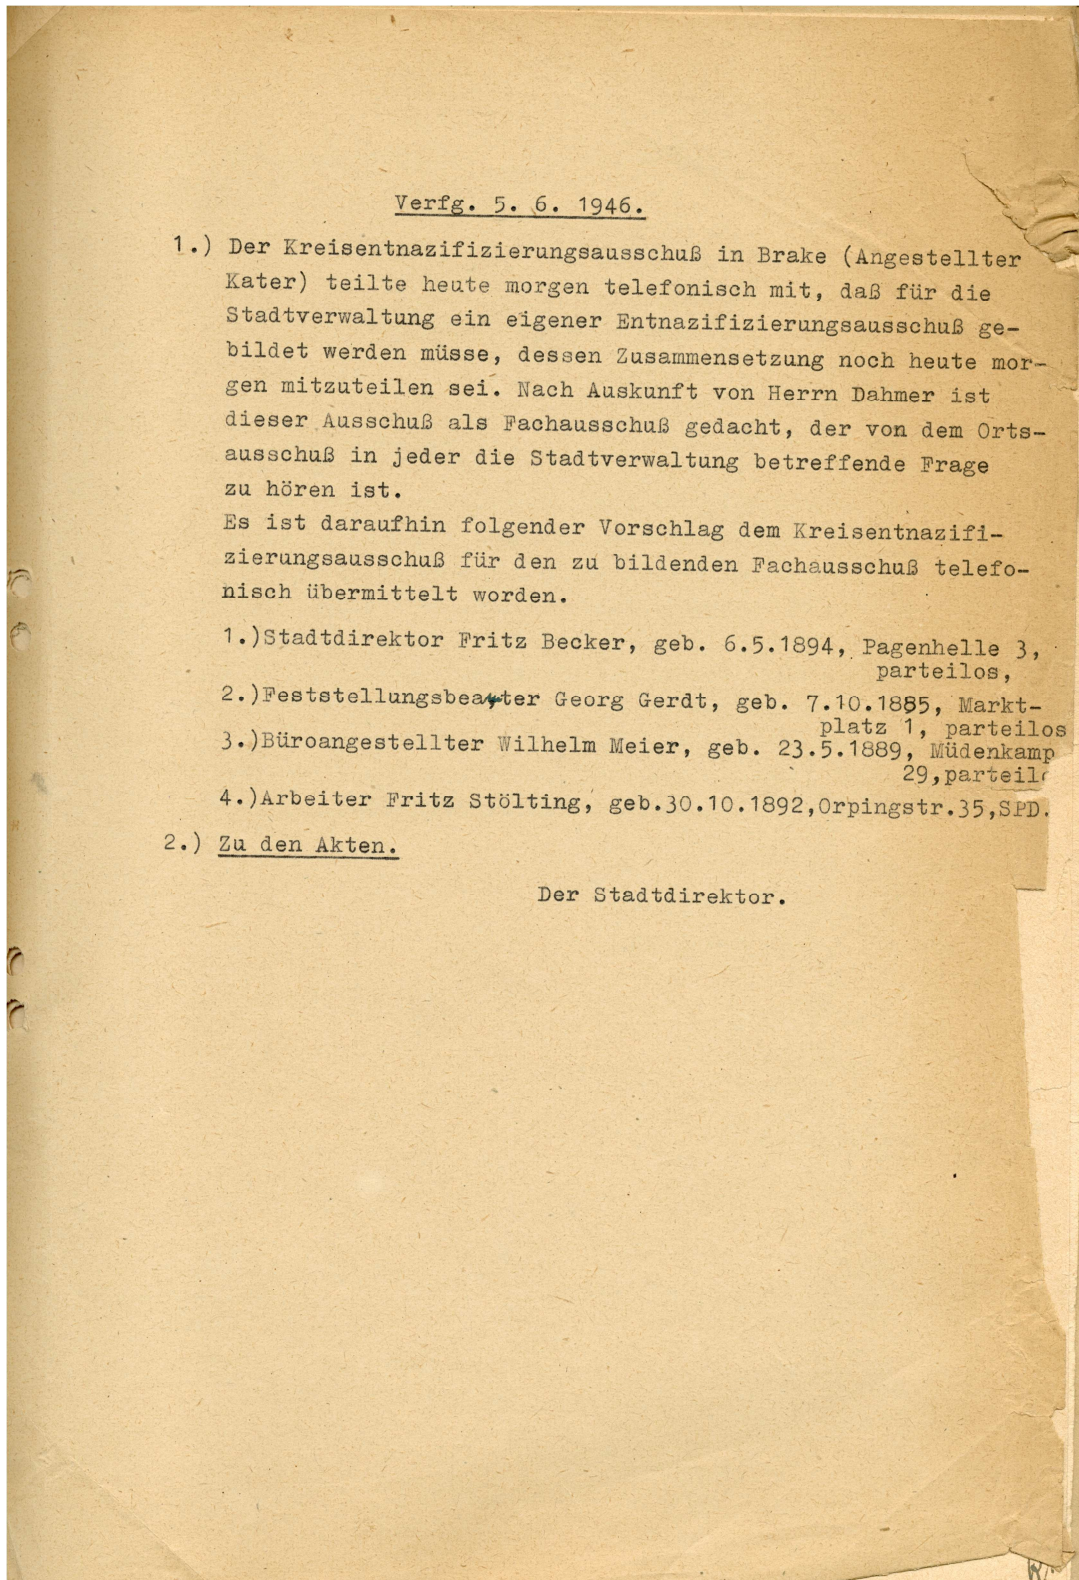 Verfg. 5. 6. 1946.
1.) Der Kreisentnazifizierungsausschuß in Brake (Angestellter
Kater) teilte heute morgen telefonisch mit, daß für die
Stadtverwaltung ein eigener Entnazifizierungsausschuß ge-
bildet werden müsse, dessen Zusammensetzung noch heute mor-
gen mitzuteilen sei. Nach Auskunft von Herrn Dahmer ist
dieser Ausschuß als Fachausschuß gedacht, der von dem Orts-
ausschuß in jeder die Stadtverwaltung betreffende Frage
zu hören ist.
Es ist daraufhin folgender Vorschlag dem Kreisentnazifi-
zierungsausschuß für den zu bildenden Fachausschuß telefo-
nisch übermittelt worden.
1.)Stadtdirektor Fritz Becker, geb. 6.5.1894, Pagenhelle 3,
parteilos,
2.)Feststellungsbeamter Georg Gerdt, geb. 7.10.1885, Markt-
platz 1, parteilos
3.)Büroangestellter Wilhelm Meier, geb. 23.5.1889, Müdenkamp
29,parteilo
4.)Arbeiter Fritz Stölting, geb.30.10.1892,Orpingstr.35,SPD.
2.) Zu den Akten.
Der Stadtdirektor.